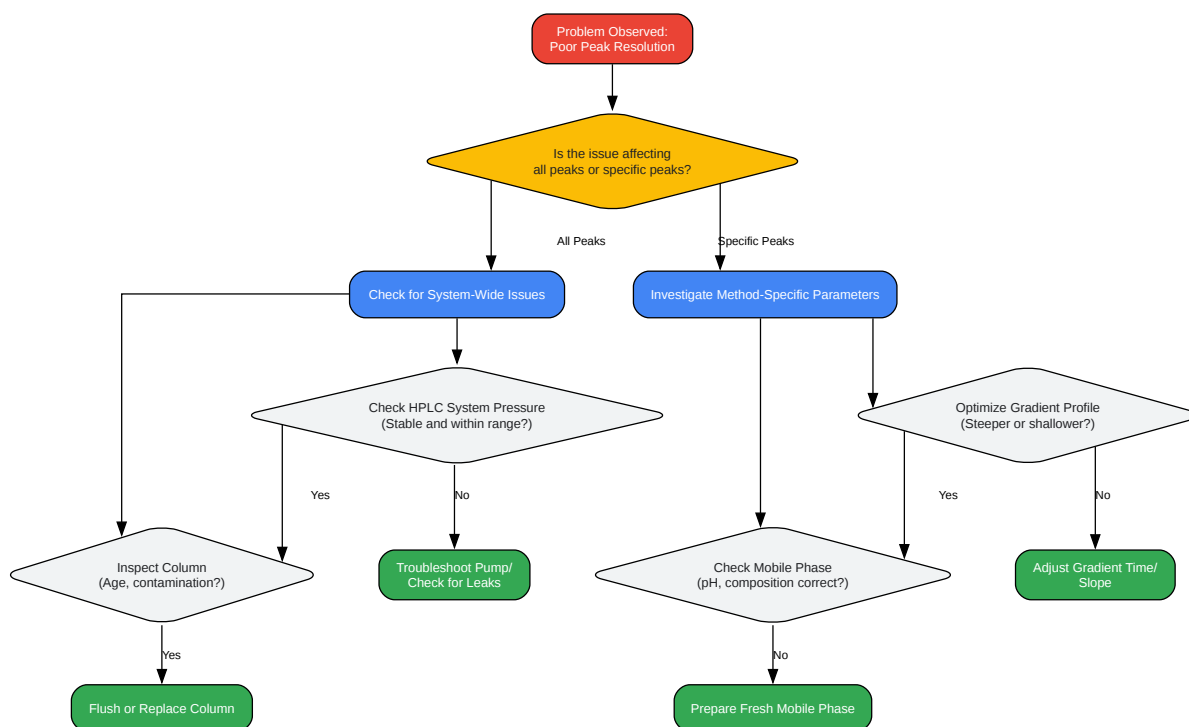 Problem Observed:
Poor Peak Resolution
Is the issue affecting
all peaks or specific peaks?
All Peaks
Specific Peaks
Check for System-Wide Issues
Investigate Method-Specific Parameters
Check HPLC System Pressure
(Stable and within range?)
Optimize Gradient Profile
(Steeper or shallower?)
Yes
No
Yes
No
Inspect Column
(Age, contamination?)
Troubleshoot Pump/
Check for Leaks
Check Mobile Phase
(pH, composition correct?)
Adjust Gradient Time/
Slope
Yes
No
Flush or Replace Column
Prepare Fresh Mobile Phase